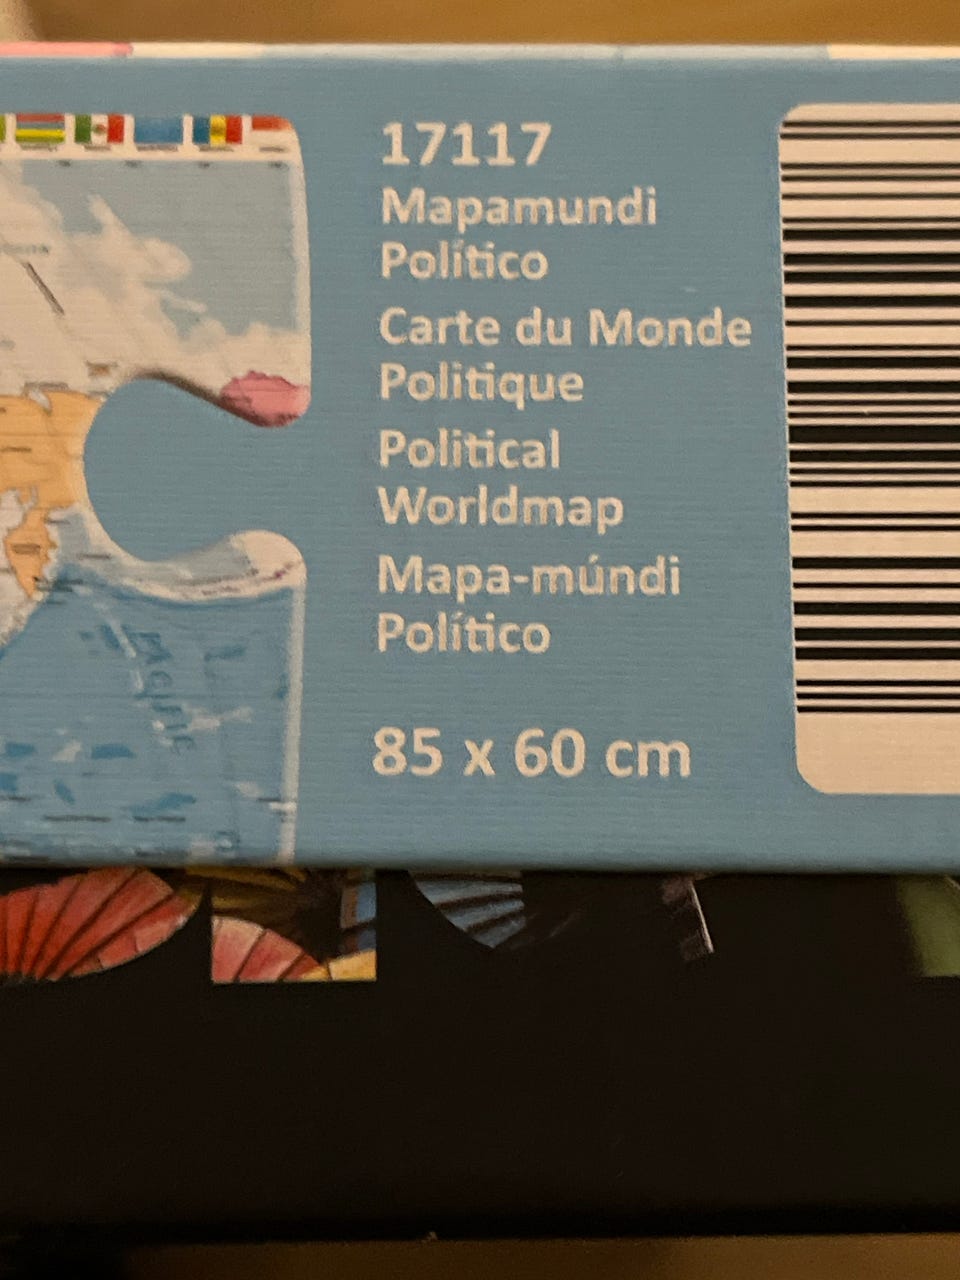 17117
Mapamundi
Político
Carte du Monde
Politique
Political
Worldmap
Mapa-múndi
Político
85 x 60 cm